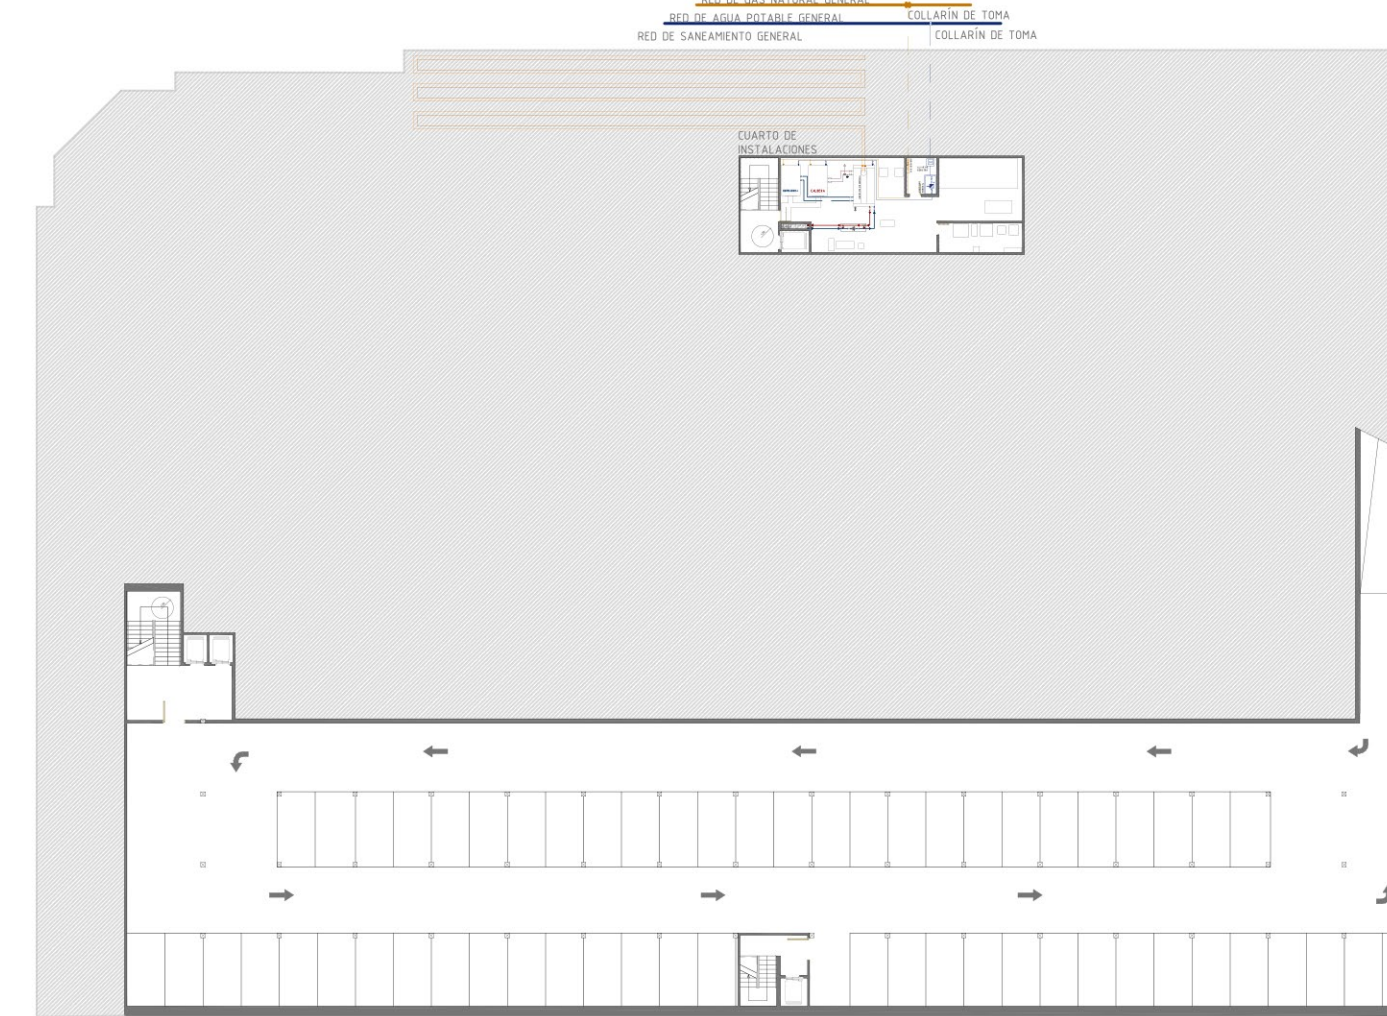 RED DE GAS NATURAL GENERAL
RED DE AGUA POTABLE GENERAL
COLLARÍN DE TOMA
RED DE SANEAMIENTO GENERAL
COLLARÍN DE TOMA
CUARTO DE
INSTALACIONES
CALDERA